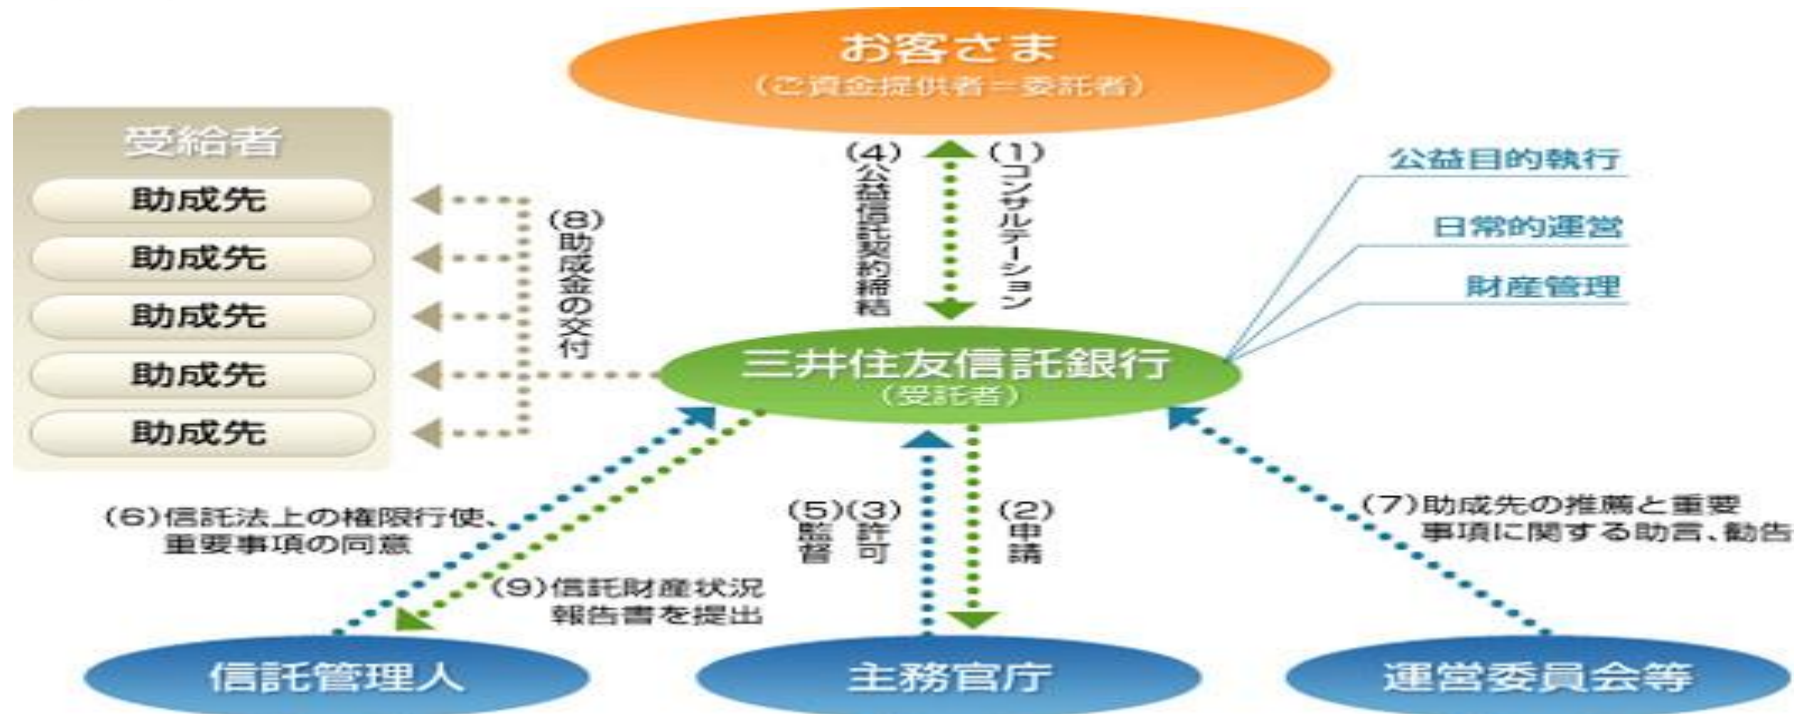 お客さま
(ご資金提供者=委託者)
受給者
助成先
助成先
助成先
助成先
助成先
(8)助成金の交付
(4)公益信託契約締結
(1)コンサルテーション
公益目的執行
日常的運営
財産管理
三井住友信託銀行
(受託者)
(6)信託法上の権限行使、
重要事項の同意
(9)信託財産状況
報告書を提出
(5)監督
(3)許可
(2)申請
(7)助成先の推薦と重要
事項に関する助言、勧告
信託管理人
主務官庁
運営委員会等